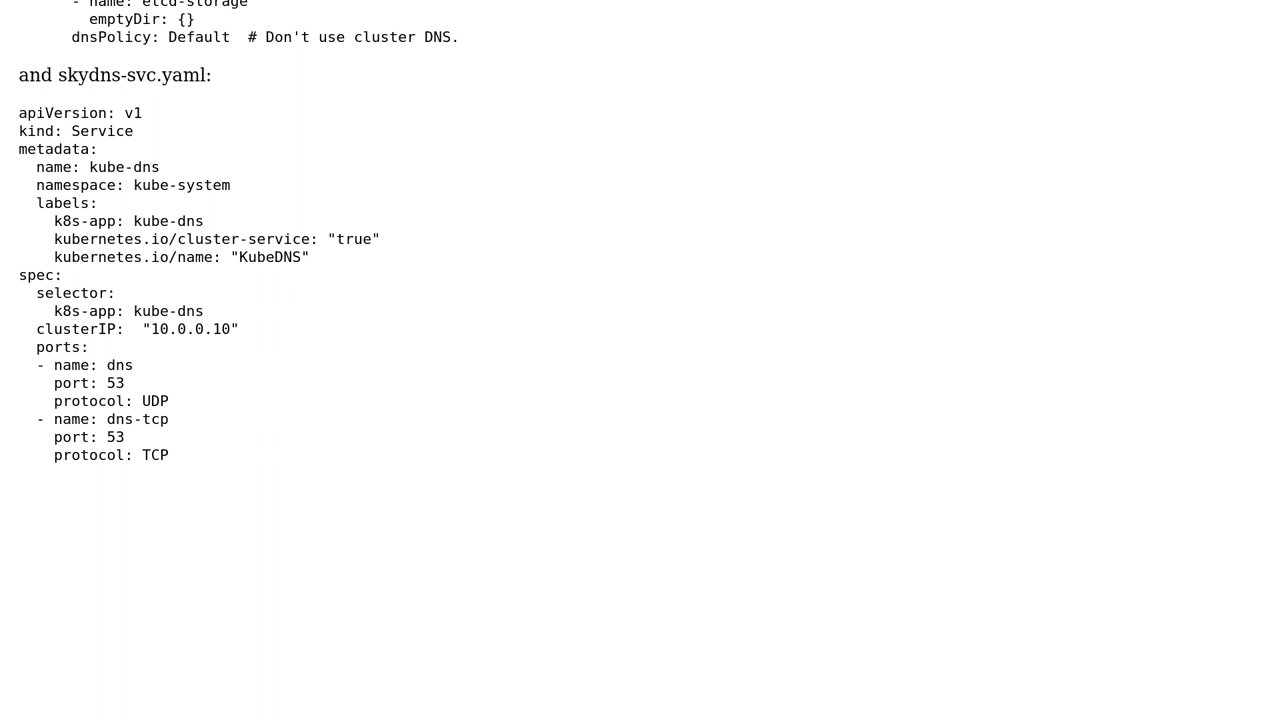 - name: etcd-storage
emptyDir: {}
dnsPolicy: Default  # Don't use cluster DNS.
and skydns-svc.yaml:
apiVersion: v1
kind: Service
metadata:
  name: kube-dns
  namespace: kube-system
  labels:
    k8s-app: kube-dns
    kubernetes.io/cluster-service: "true"
    kubernetes.io/name: "KubeDNS"
spec:
  selector:
    k8s-app: kube-dns
  clusterIP:  "10.0.0.10"
  ports:
  - name: dns
    port: 53
    protocol: UDP
  - name: dns-tcp
    port: 53
    protocol: TCP